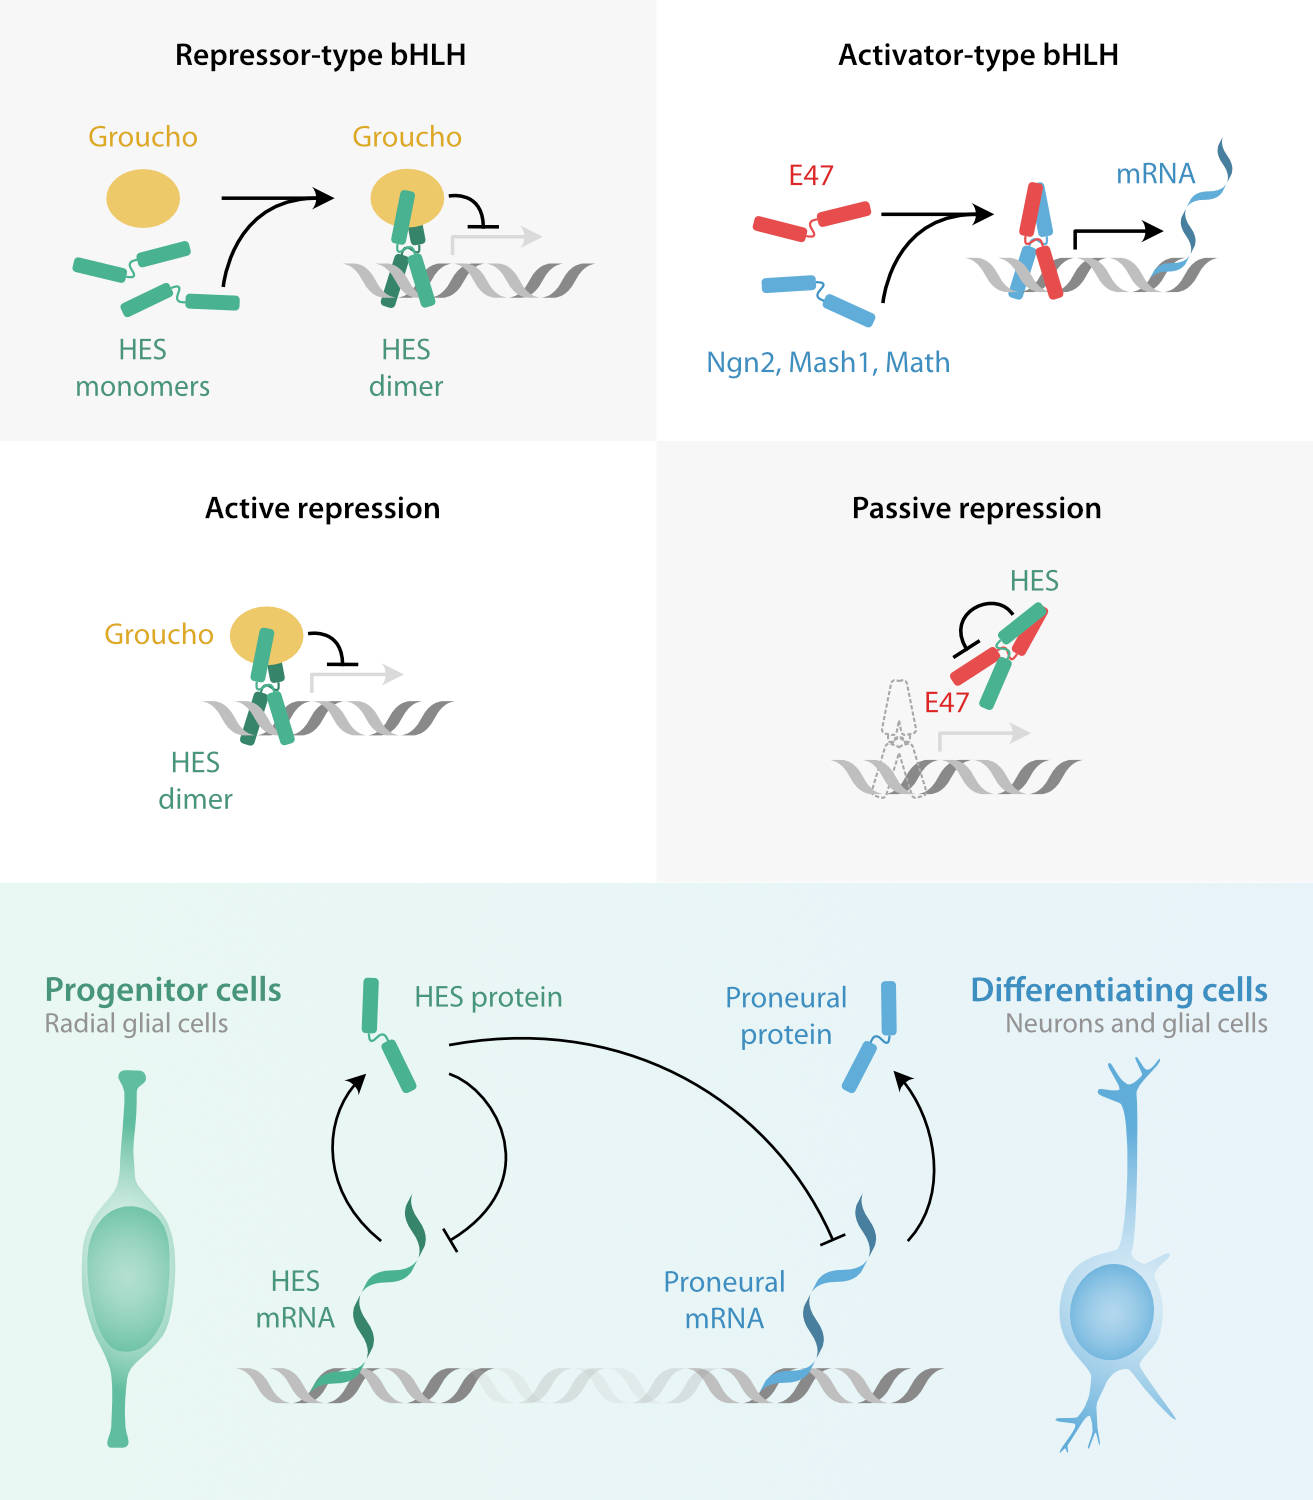 Repressor-type bHLH
Groucho
Groucho
HES
monomers
HES
dimer
Activator-type bHLH
E47
mRNA
Ngn2, Mash1, Math
Active repression
Groucho
HES
dimer
Passive repression
HES
E47
Progenitor cells
Radial glial cells
HES protein
Proneural
protein
Differentiating cells
Neurons and glial cells
HES
mRNA
Proneural
mRNA